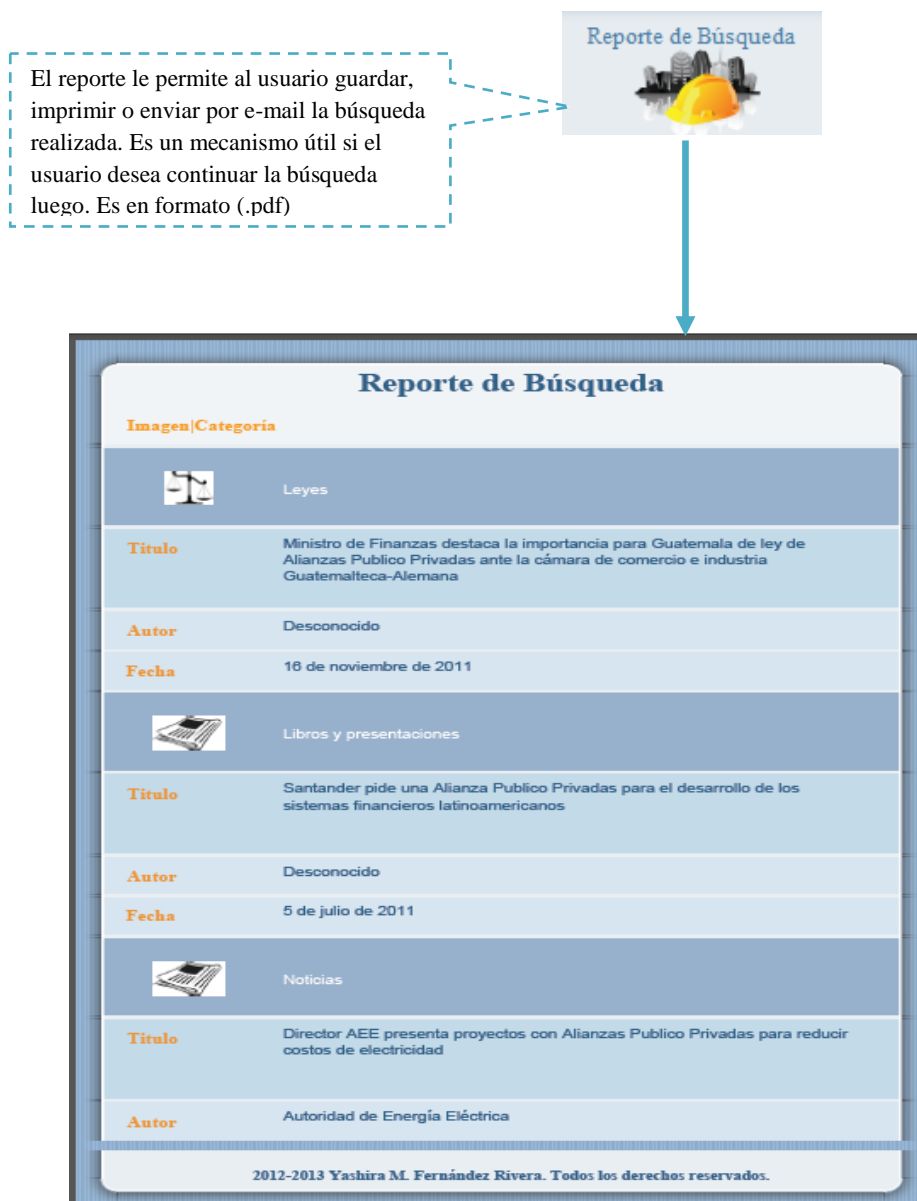 Reporte de Búsqueda
El reporte le permite al usuario guardar,
imprimir o enviar por e-mail la búsqueda
realizada. Es un mecanismo útil si el
usuario desea continuar la búsqueda
luego. Es en formato (.pdf)
Reporte de Búsqueda
Imagen|Categoría
Leyes
Titulo Ministro de Finanzas destaca la importancia para Guatemala de ley de
Alianzas Publico Privadas ante la cámara de comercio e industria
Guatemalteca-Alemana
Autor Desconocido
Fecha 16 de noviembre de 2011
Libros y presentaciones
Titulo Santander pide una Alianza Publico Privadas para el desarrollo de los
sistemas financieros latinoamericanos
Autor Desconocido
Fecha 5 de julio de 2011
Noticias
Titulo Director AEE presenta proyectos con Alianzas Publico Privadas para reducir
costos de electricidad
Autor Autoridad de Energía Eléctrica
2012-2013 Yashira M. Fernández Rivera. Todos los derechos reservados.